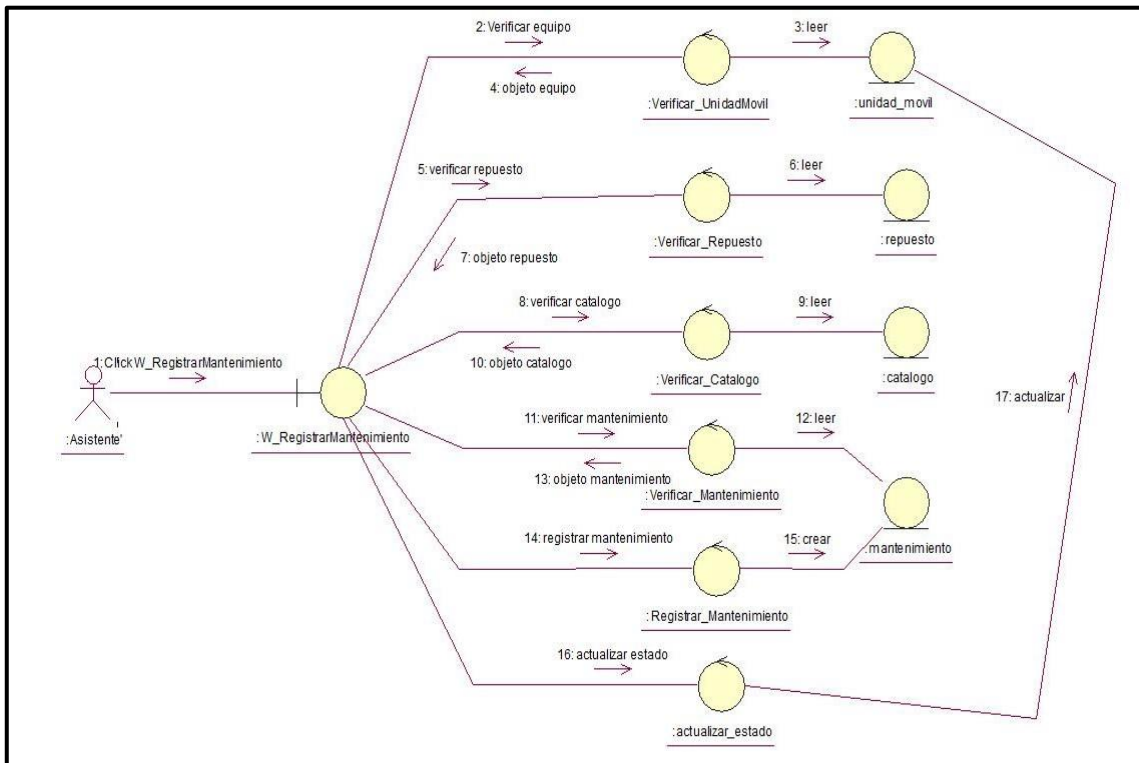 2: Verificar equipo
3: leer
4: objeto equipo
:Verificar_UnidadMovil
:unidad_movil
5: verificar repuesto
6: leer
:Verificar_Repuesto
:repuesto
7: objeto repuesto
8: verificar catalogo
9: leer
10: objeto catalogo
:Verificar_Catalogo
:catalogo
1: Click W_RegistrarMantenimiento
17: actualizar
:Asistente
:W_RegistrarMantenimiento
11: verificar mantenimiento
12: leer
13: objeto mantenimiento
:Verificar_Mantenimiento
14: registrar mantenimiento
15: crear
:mantenimiento
:Registrar_Mantenimiento
16: actualizar estado
:actualizar_estado